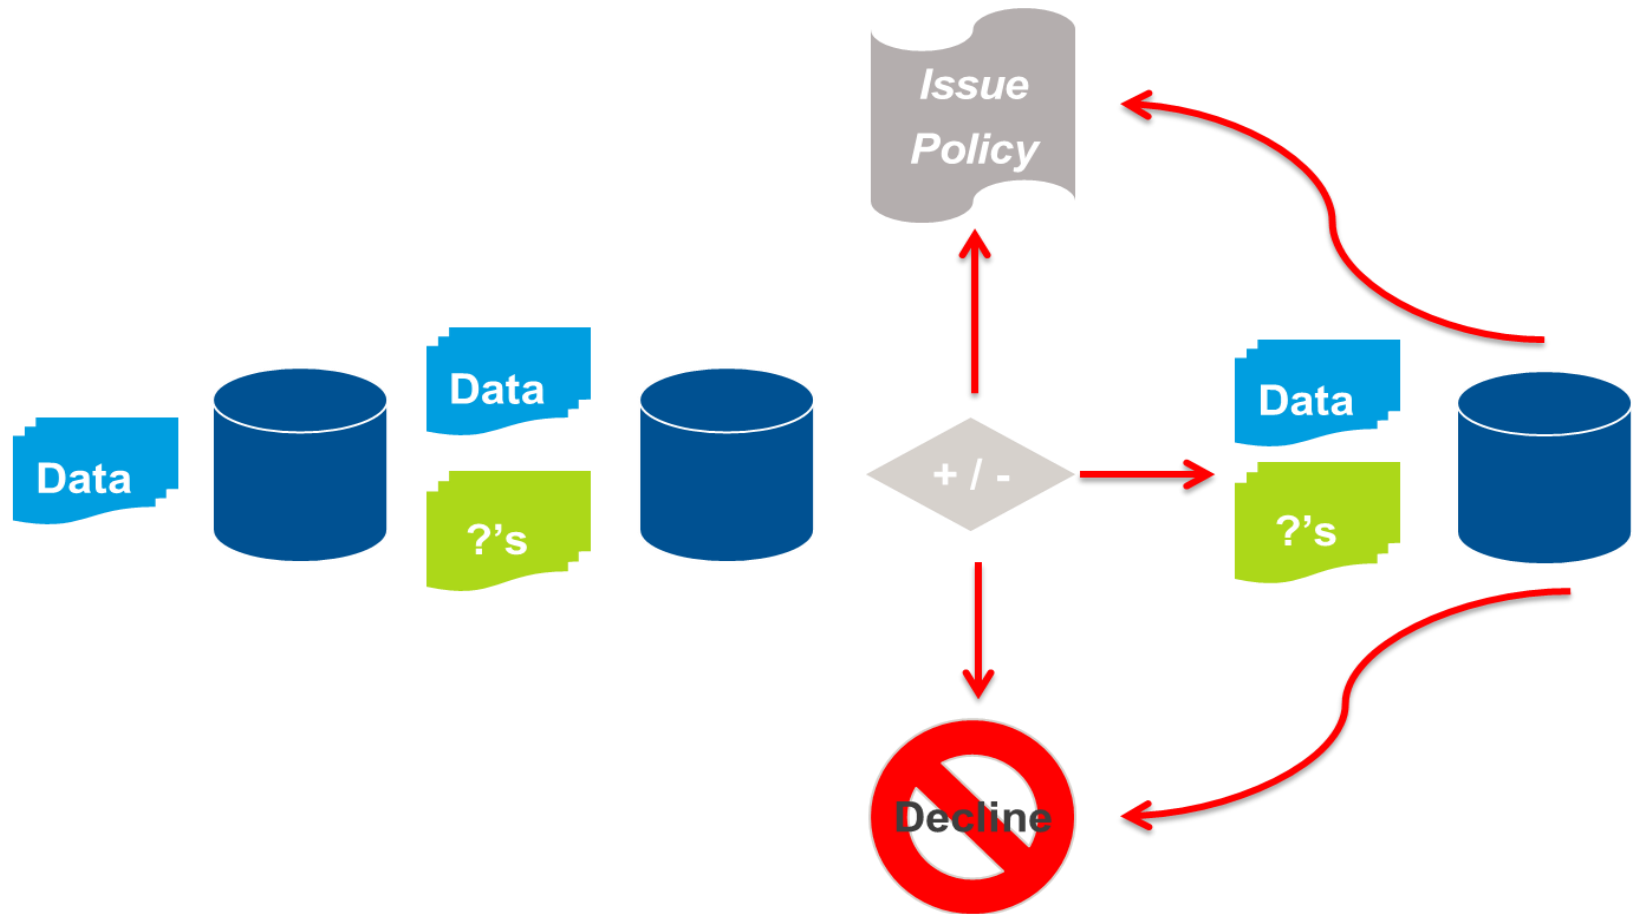 Issue
Policy
Data
Data
?’s
+ / -
Data
?’s
Decline